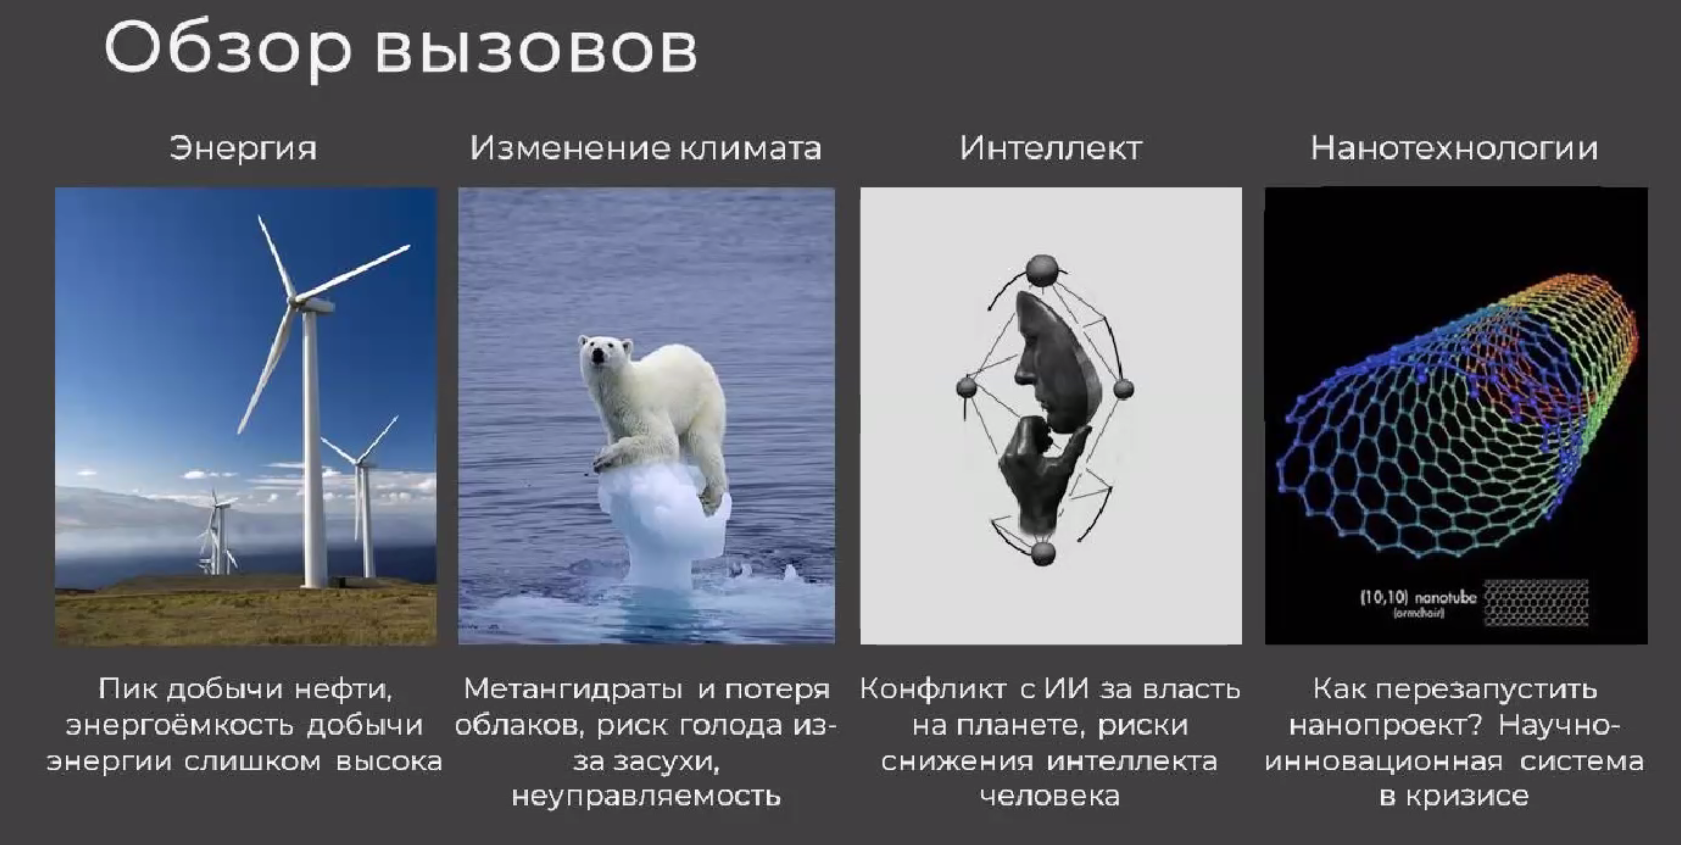 Обзор вызовов
Энергия
Изменение климата
Интеллект
Нанотехнологии
(10,10) nanotube
(armchair)
Пик добычи нефти,
энергоёмкость добычи
энергии слишком высока
Метангидраты и потеря
облаков, риск голода из-
за засухи,
неуправляемость
Конфликт с ИИ за власть
на планете, риски
снижения интеллекта
человека
Как перезапустить
нанопроект? Научно-
инновационная система
в кризисе